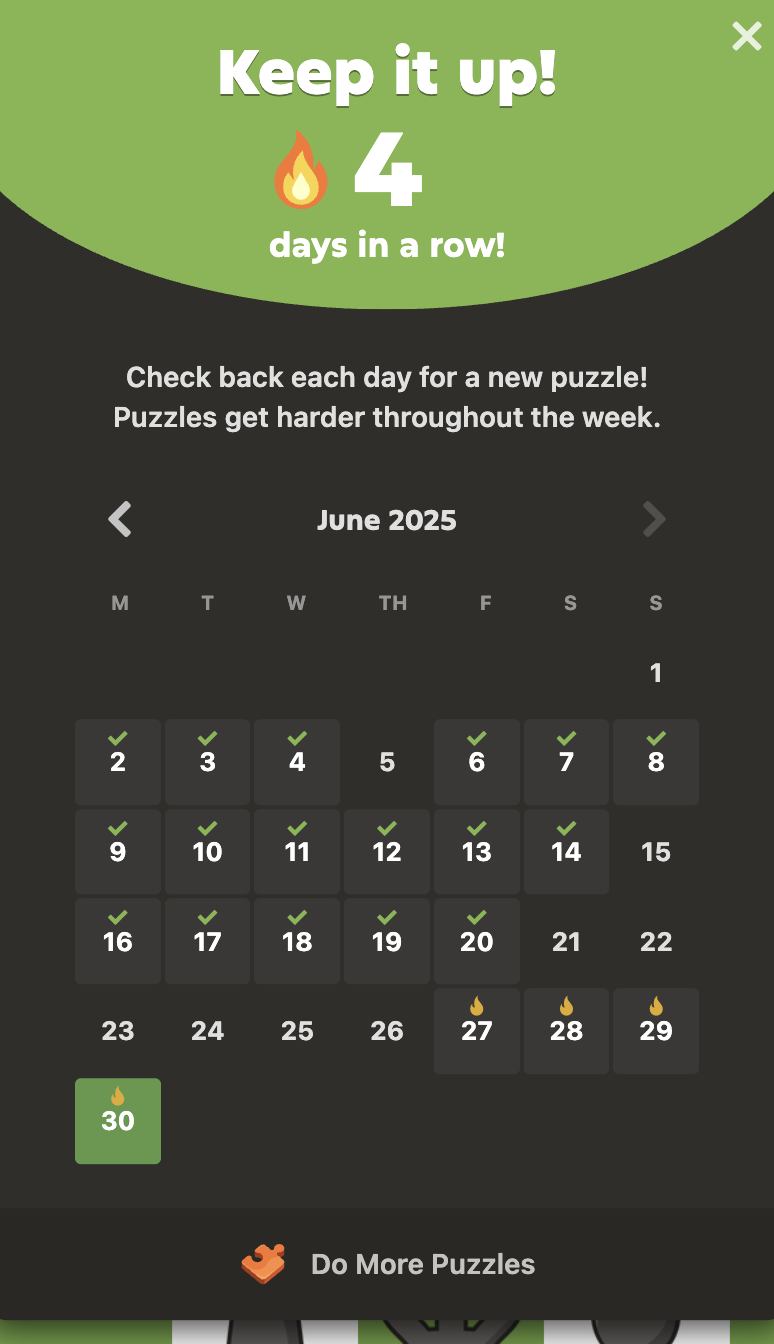 Keep it up!
4
days in a row!
Check back each day for a new puzzle!
Puzzles get harder throughout the week.
June 2025
M T W TH F S S
1
2 3 4 5 6 7 8
9 10 11 12 13 14 15
16 17 18 19 20 21 22
23 24 25 26 27 28 29
30
Do More Puzzles